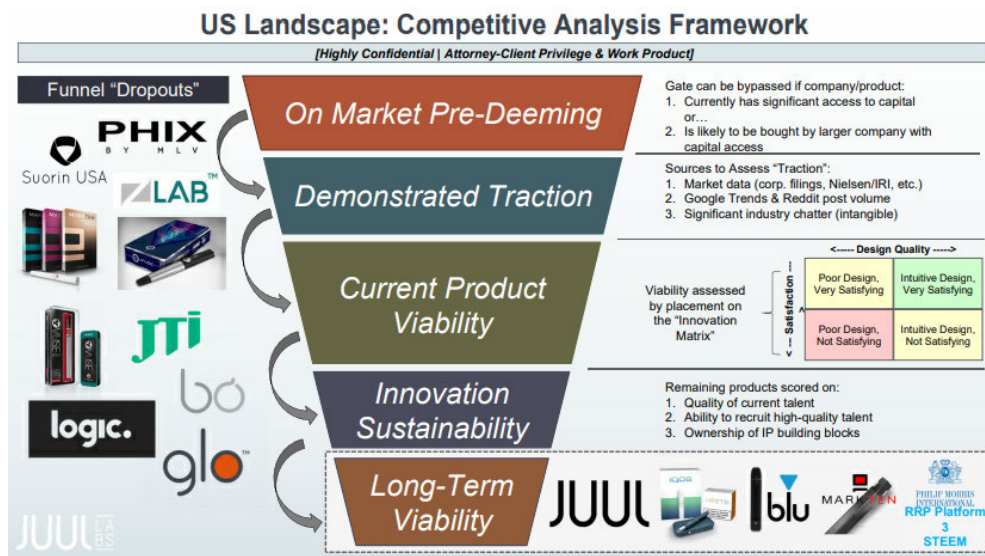 US Landscape: Competitive Analysis Framework
[Highly Confidential | Attorney-Client Privilege & Work Product]
Funnel “Dropouts”
PHIX
BY MLV
Suorin USA
ZLAB™
JTi
bo
logic.
glo™
JUUL LABS
On Market Pre-Deeming
Demonstrated Traction
Current Product
Viability
Innovation
Sustainability
Long-Term
Viability
Gate can be bypassed if company/product:
1. Currently has significant access to capital
or…
2. Is likely to be bought by larger company with
capital access
Sources to Assess “Traction”:
1. Market data (corp. filings, Nielsen/IRI, etc.)
2. Google Trends & Reddit post volume
3. Significant industry chatter (intangible)
Viability assessed
by placement on
the “Innovation
Matrix”
<----- Design Quality ----->
<--- Satisfaction --->
Poor Design,
Very Satisfying
Intuitive Design,
Very Satisfying
Poor Design,
Not Satisfying
Intuitive Design,
Not Satisfying
Remaining products scored on:
1. Quality of current talent
2. Ability to recruit high-quality talent
3. Ownership of IP building blocks
JUUL
IQOS
blu
MARKTEN
PHILIP MORRIS
INTERNATIONAL
RRP Platform
3
STEEM